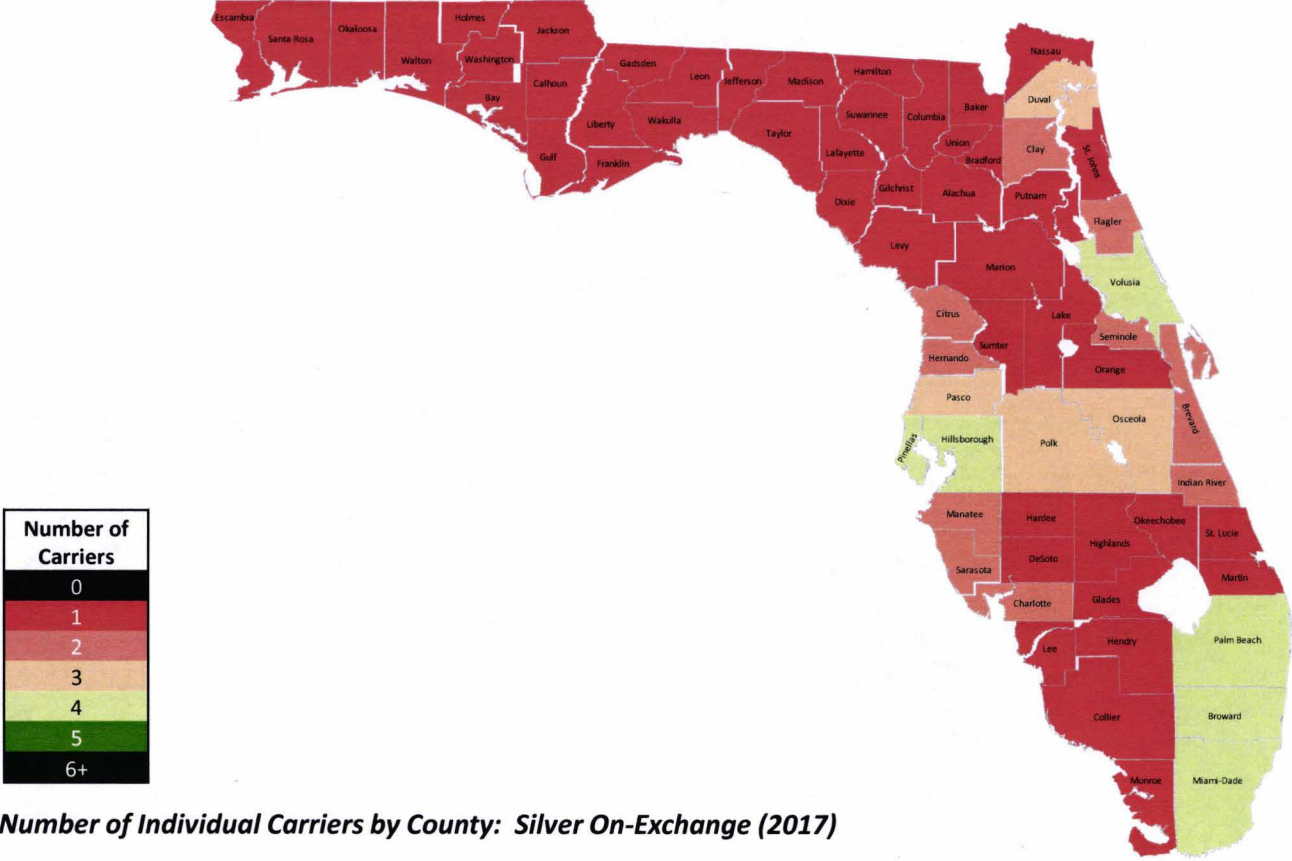 Escambia
Santa Rosa
Okaloosa
Walton
Holmes
Washington
Jackson
Calhoun
Bay
Gulf
Gadsden
Leon
Liberty
Wakulla
Franklin
Jefferson
Madison
Taylor
Hamilton
Suwannee
Lafayette
Columbia
Baker
Union
Bradford
Dixie
Gilchrist
Alachua
Nassau
Duval
Clay
St. Johns
Putnam
Flagler
Levy
Marion
Volusia
Citrus
Lake
Seminole
Sumter
Hernando
Orange
Pasco
Osceola
Brevard
Pinellas
Hillsborough
Polk
Indian River
Manatee
Hardee
Okeechobee
St. Lucie
Highlands
DeSoto
Sarasota
Martin
Charlotte
Glades
Lee
Hendry
Palm Beach
Collier
Broward
Monroe
Miami-Dade
Number of
Carriers
0
1
2
3
4
5
6+
Number of Individual Carriers by County: Silver On-Exchange (2017)